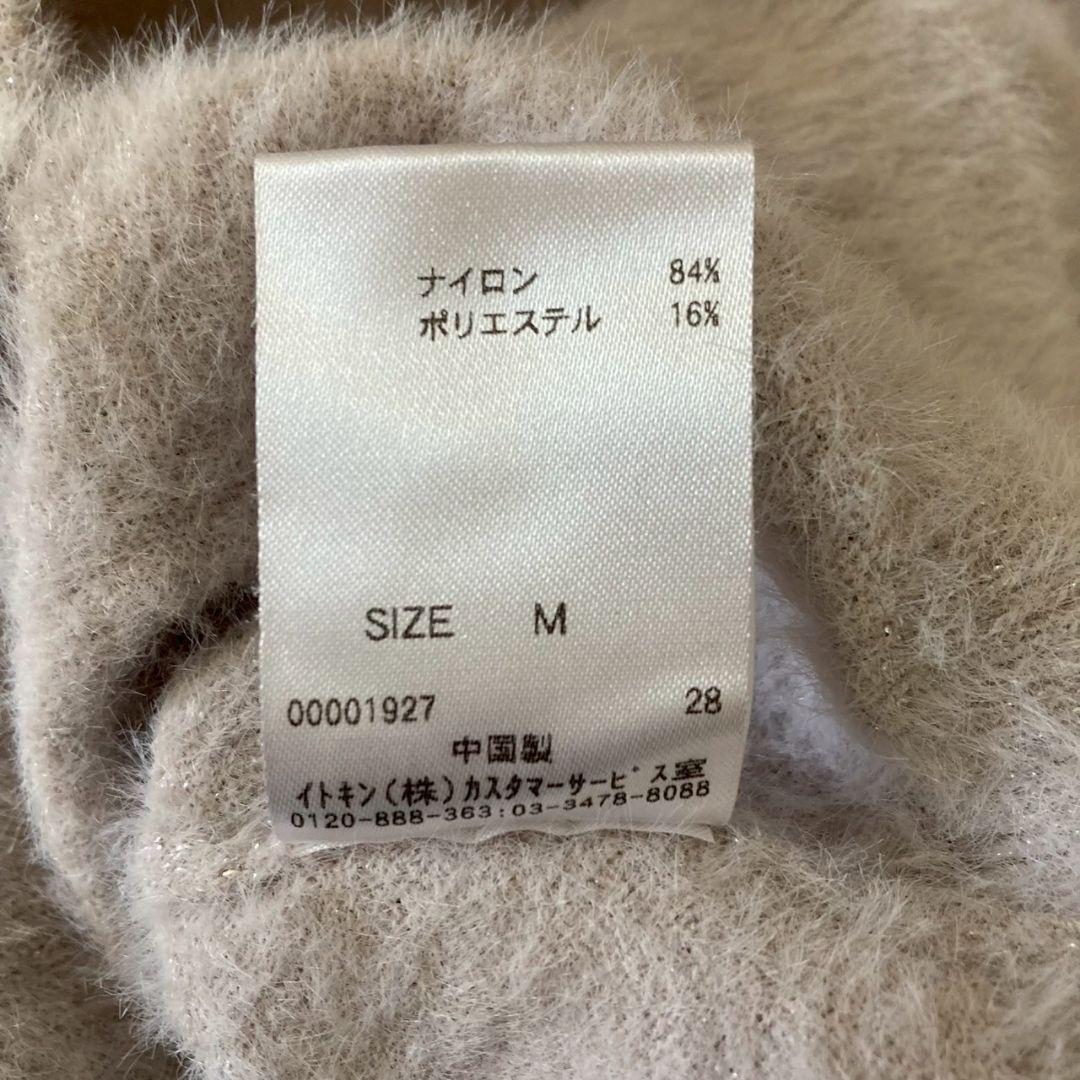 ナイロン 84%
ポリエステル 16%
SIZE M
00001927 28
中国製
イトキン(株)カスタマーサービス室
0120-888-363:03-3478-8088